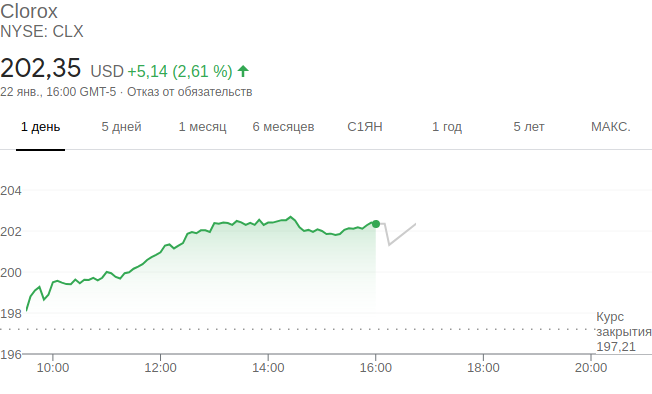 Clorox
NYSE: CLX
202,35 USD +5,14 (2,61 %)
22 янв., 16:00 GMT-5 · Отказ от обязательств
1 день 5 дней 1 месяц 6 месяцев С1ЯН 1 год 5 лет МАКС.
204
202
200
198
196
Курс
закрытия
197,21
10:00 12:00 14:00 16:00 18:00 20:00